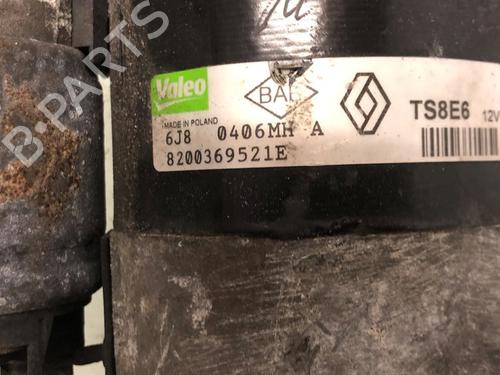 Valeo
BAL
TS8E6 12V
MADE IN POLAND
6J8 0406MH A
8200369521E
B-PARTS